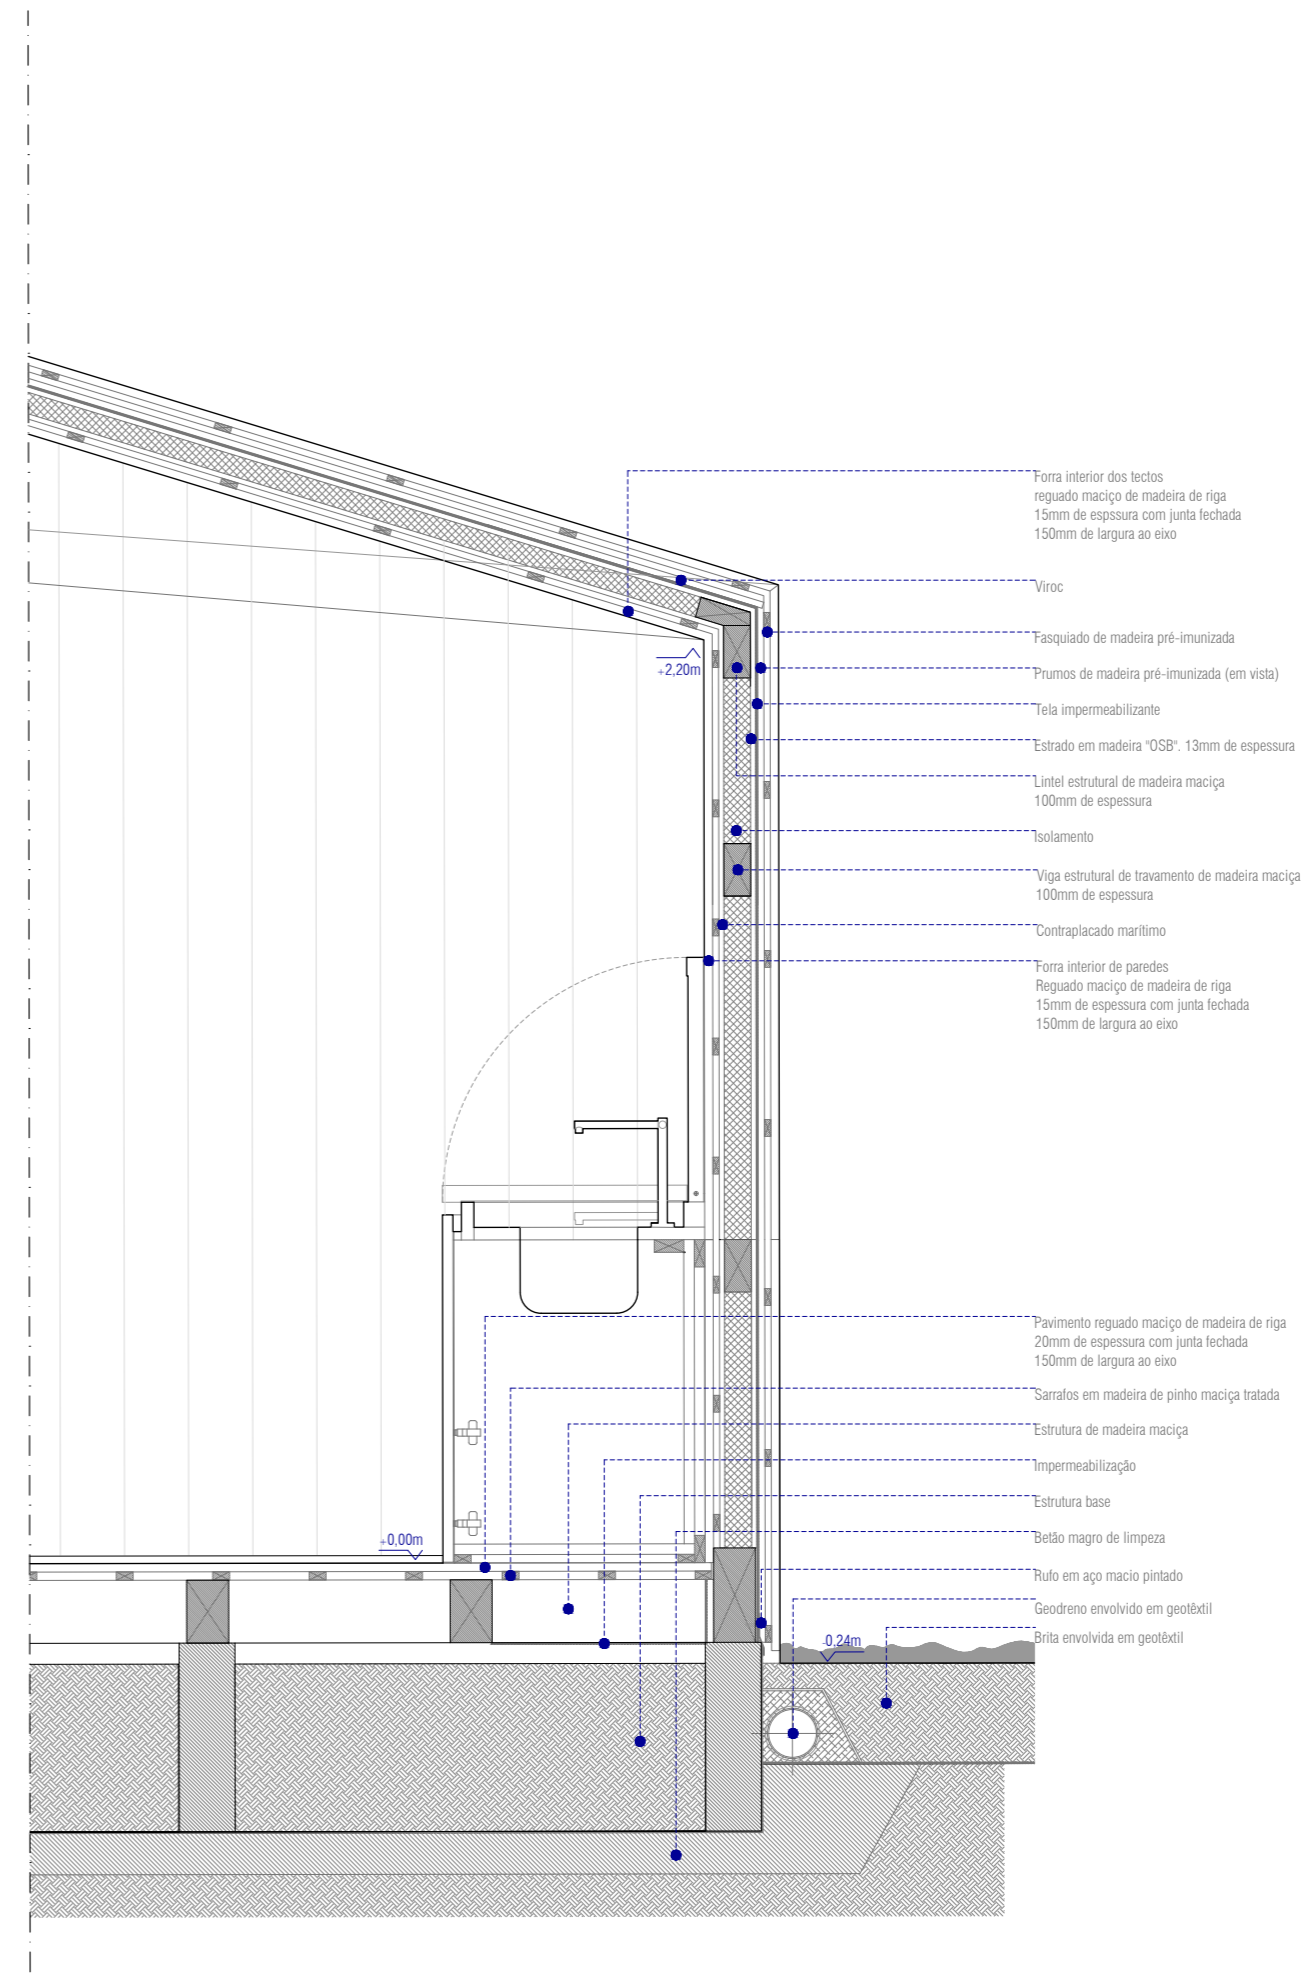 Forra interior dos tectos
reguado maciço de madeira de riga
15mm de espssura com junta fechada
150mm de largura ao eixo
Viroc
Fasquiado de madeira pré-imunizada
+2,20m
Prumos de madeira pré-imunizada (em vista)
Tela impermeabilizante
Estrado em madeira "OSB". 13mm de espessura
Lintel estrutural de madeira maciça
100mm de espessura
Isolamento
Viga estrutural de travamento de madeira maciça
100mm de espessura
Contraplacado marítimo
Forra interior de paredes
Reguado maciço de madeira de riga
15mm de espessura com junta fechada
150mm de largura ao eixo
Pavimento reguado maciço de madeira de riga
20mm de espessura com junta fechada
150mm de largura ao eixo
Sarrafos em madeira de pinho maciça tratada
Estrutura de madeira maciça
Impermeabilização
Estrutura base
Betão magro de limpeza
+0,00m
Rufo em aço macio pintado
Geodreno envolvido em geotêxtil
Brita envolvida em geotêxtil
-0,24m